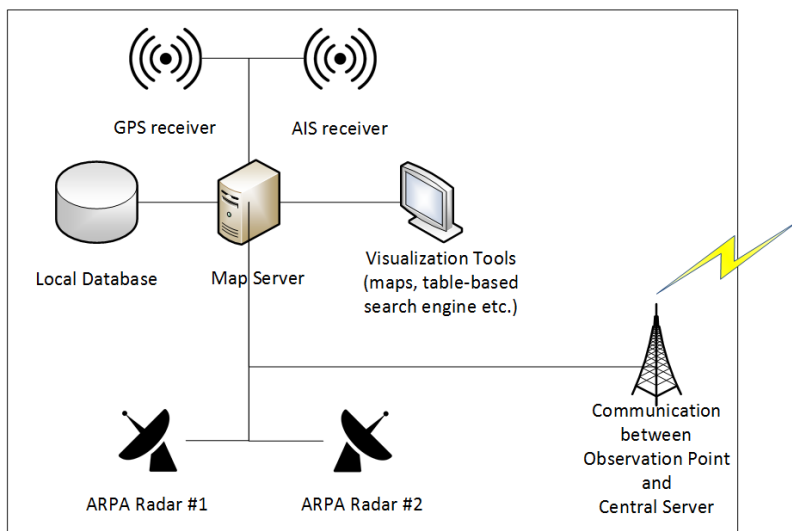 GPS receiver
AIS receiver
Local Database
Map Server
Visualization Tools
(maps, table-based
search engine etc.)
Communication
between
Observation Point
and
Central Server
ARPA Radar #1
ARPA Radar #2